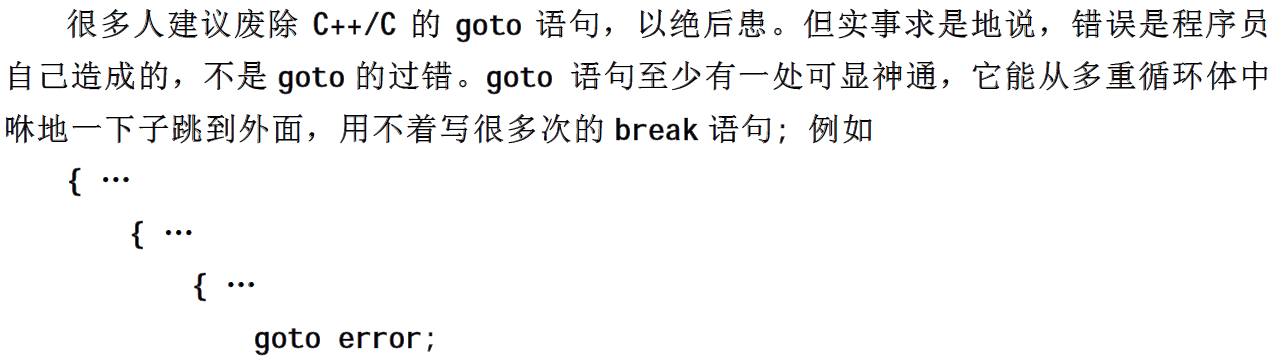 很多人建议废除 C++/C 的 goto 语句，以绝后患。但实事求是地说，错误是程序员
自己造成的，不是 goto 的过错。goto 语句至少有一处可显神通，它能从多重循环体中
咻地一下子跳到外面，用不着写很多次的 break 语句; 例如
{ …
{ …
{ …
goto error;